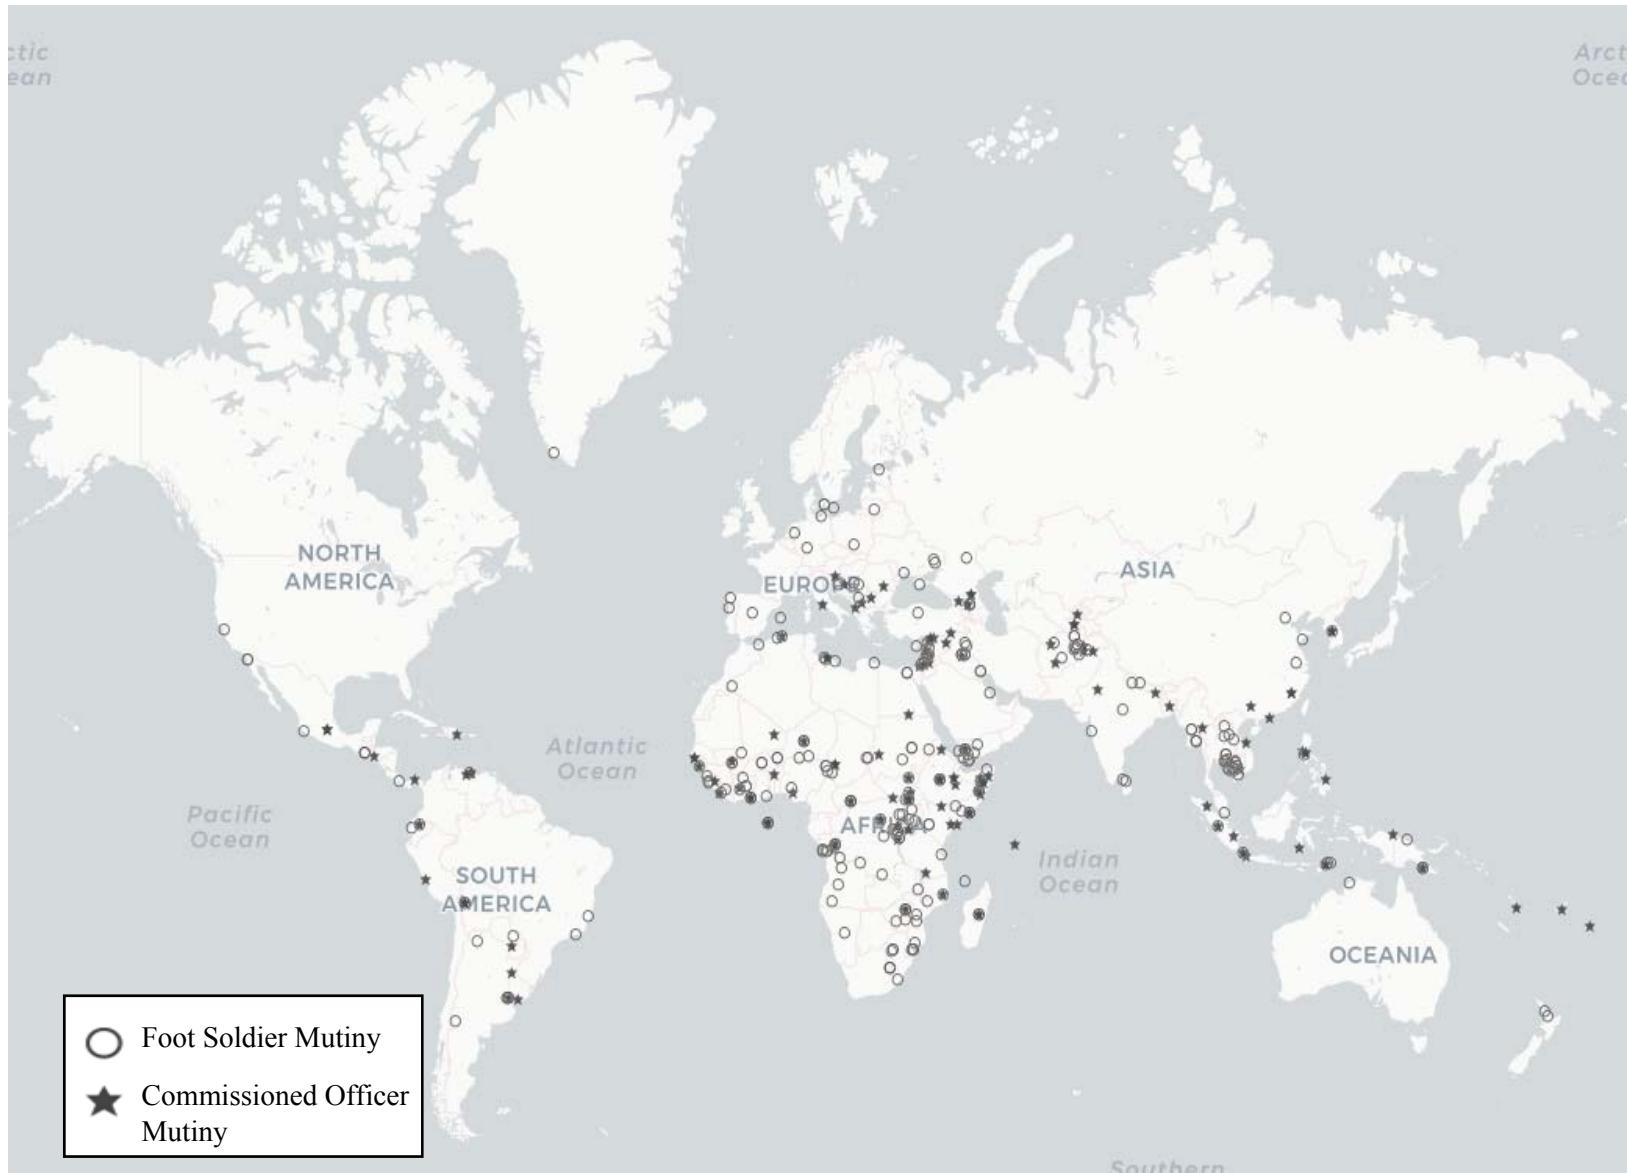 ctic
ean
Arct
Ocea
NORTH
AMERICA
EUROPE
ASIA
Atlantic
Ocean
Pacific
Ocean
AFRICA
Indian
Ocean
SOUTH
AMERICA
OCEANIA
Foot Soldier Mutiny
Commissioned Officer
Mutiny
Southern